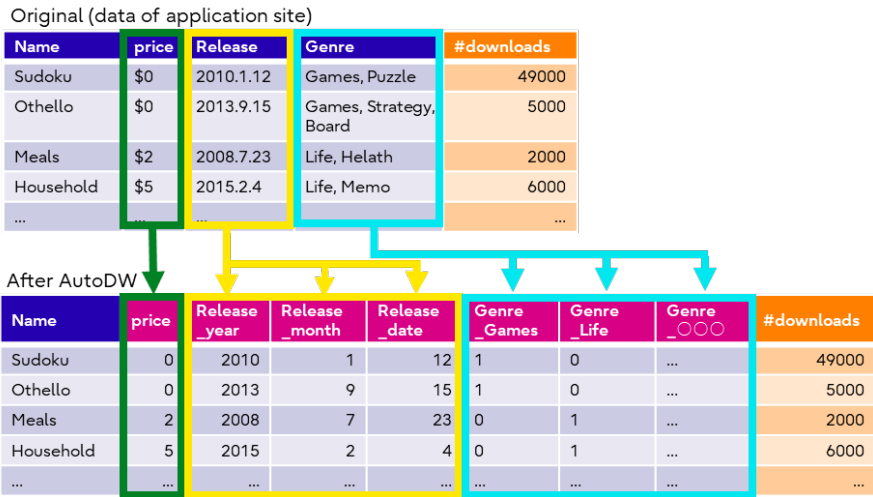 Original (data of application site)
Name price Release Genre #downloads
Sudoku $0 2010.1.12 Games, Puzzle 49000
Othello $0 2013.9.15 Games, Strategy, 5000
Board
Meals $2 2008.7.23 Life, Helath 2000
Household $5 2015.2.4 Life, Memo 6000
... ... ... ...
After AutoDW
Name price Release Release Release Genre Genre Genre #downloads
_year _month _date _Games _Life _○○○
Sudoku 0 2010 1 12 1 0 ... 49000
Othello 0 2013 9 15 1 0 ... 5000
Meals 2 2008 7 23 0 1 ... 2000
Household 5 2015 2 4 0 1 ... 6000
... ... ... ... ... ... ... ... ...